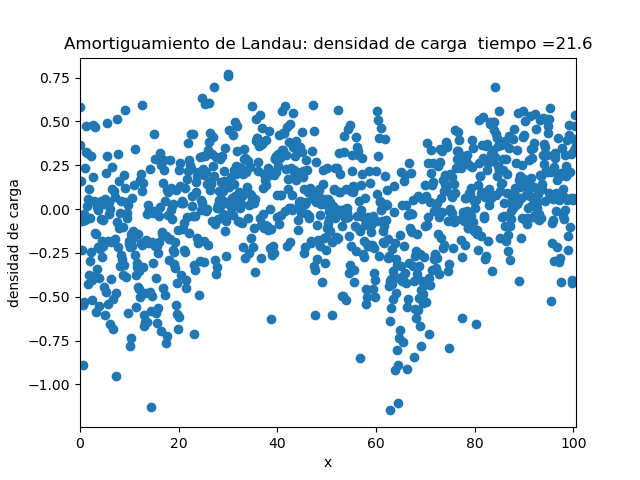 Amortiguamiento de Landau: densidad de carga  tiempo =21.6
0.75
0.50
0.25
0.00
−0.25
−0.50
−0.75
−1.00
densidad de carga
0 20 40 60 80 100
x